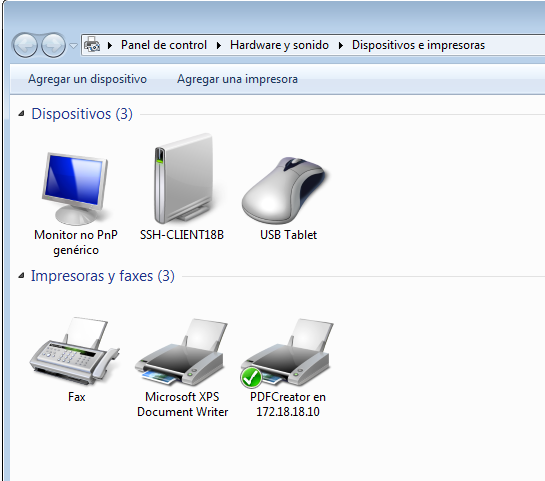 Panel de control Hardware y sonido Dispositivos e impresoras
Agregar un dispositivo Agregar una impresora
Dispositivos (3)
Monitor no PnP
genérico
SSH-CLIENT18B
USB Tablet
Impresoras y faxes (3)
Fax
Microsoft XPS
Document Writer
PDFCreator en
172.18.18.10